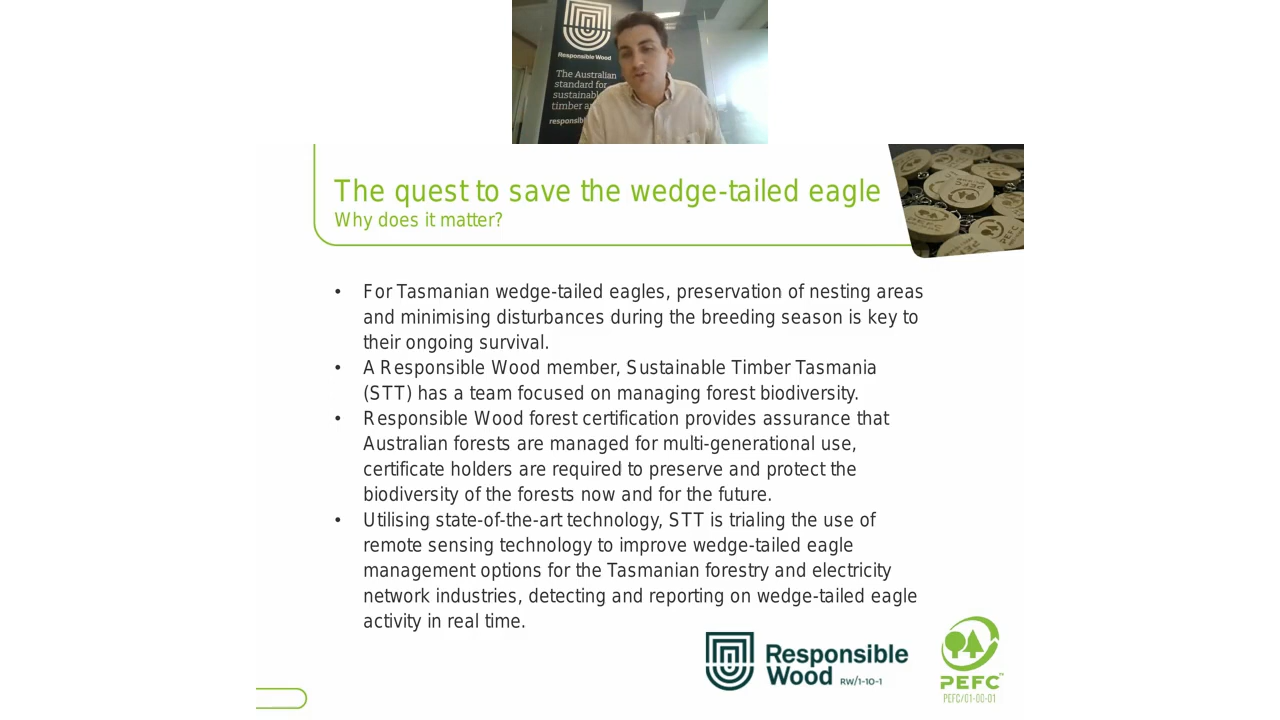 Responsible Wood
The Australian
standard for
sustainabl
timber a
responsibl
The quest to save the wedge-tailed eagle
Why does it matter?
PEFC
PEFC
• For Tasmanian wedge-tailed eagles, preservation of nesting areas
and minimising disturbances during the breeding season is key to
their ongoing survival.
• A Responsible Wood member, Sustainable Timber Tasmania
(STT) has a team focused on managing forest biodiversity.
• Responsible Wood forest certification provides assurance that
Australian forests are managed for multi-generational use,
certificate holders are required to preserve and protect the
biodiversity of the forests now and for the future.
• Utilising state-of-the-art technology, STT is trialing the use of
remote sensing technology to improve wedge-tailed eagle
management options for the Tasmanian forestry and electricity
network industries, detecting and reporting on wedge-tailed eagle
activity in real time.
Responsible
Wood RW/1-10-1
PEFC™
PEFC/01-00-01